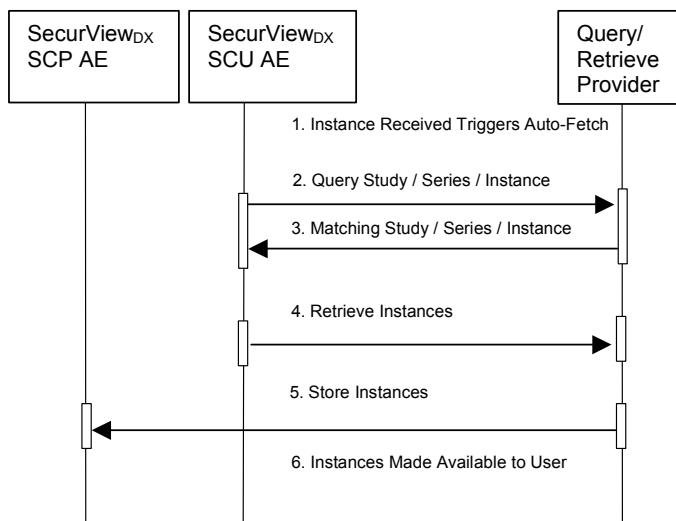 SecurViewDX
SCP AE
SecurViewDX
SCU AE
Query/
Retrieve
Provider
1. Instance Received Triggers Auto-Fetch
2. Query Study / Series / Instance
3. Matching Study / Series / Instance
4. Retrieve Instances
5. Store Instances
6. Instances Made Available to User